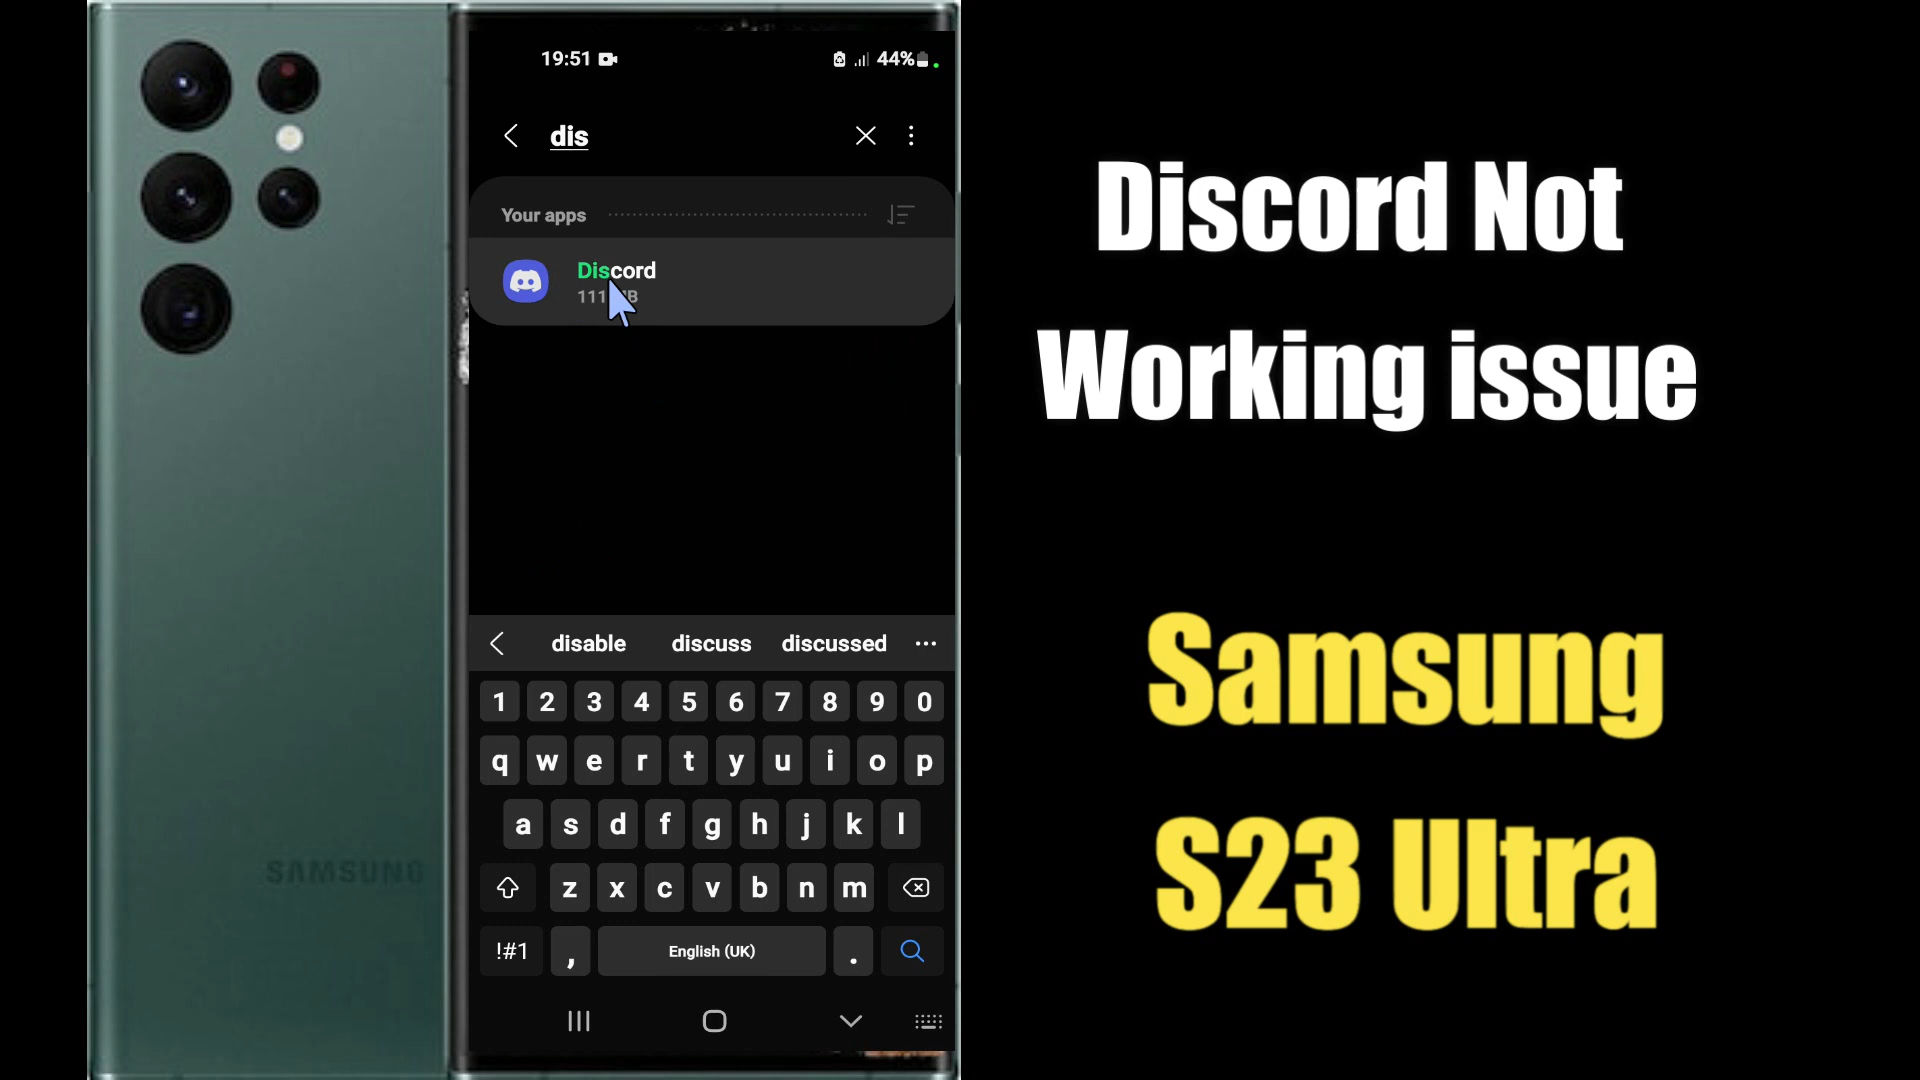 19:51
44%
dis
Your apps
Discord
111
B
disable discuss discussed
1 2 3 4 5 6 7 8 9 0
q w e r t y u i o p
a s d f g h j k l
z x c v b n m
!#1 , English (UK) .
SAMSUNG
Discord Not
Working issue
Samsung
S23 Ultra